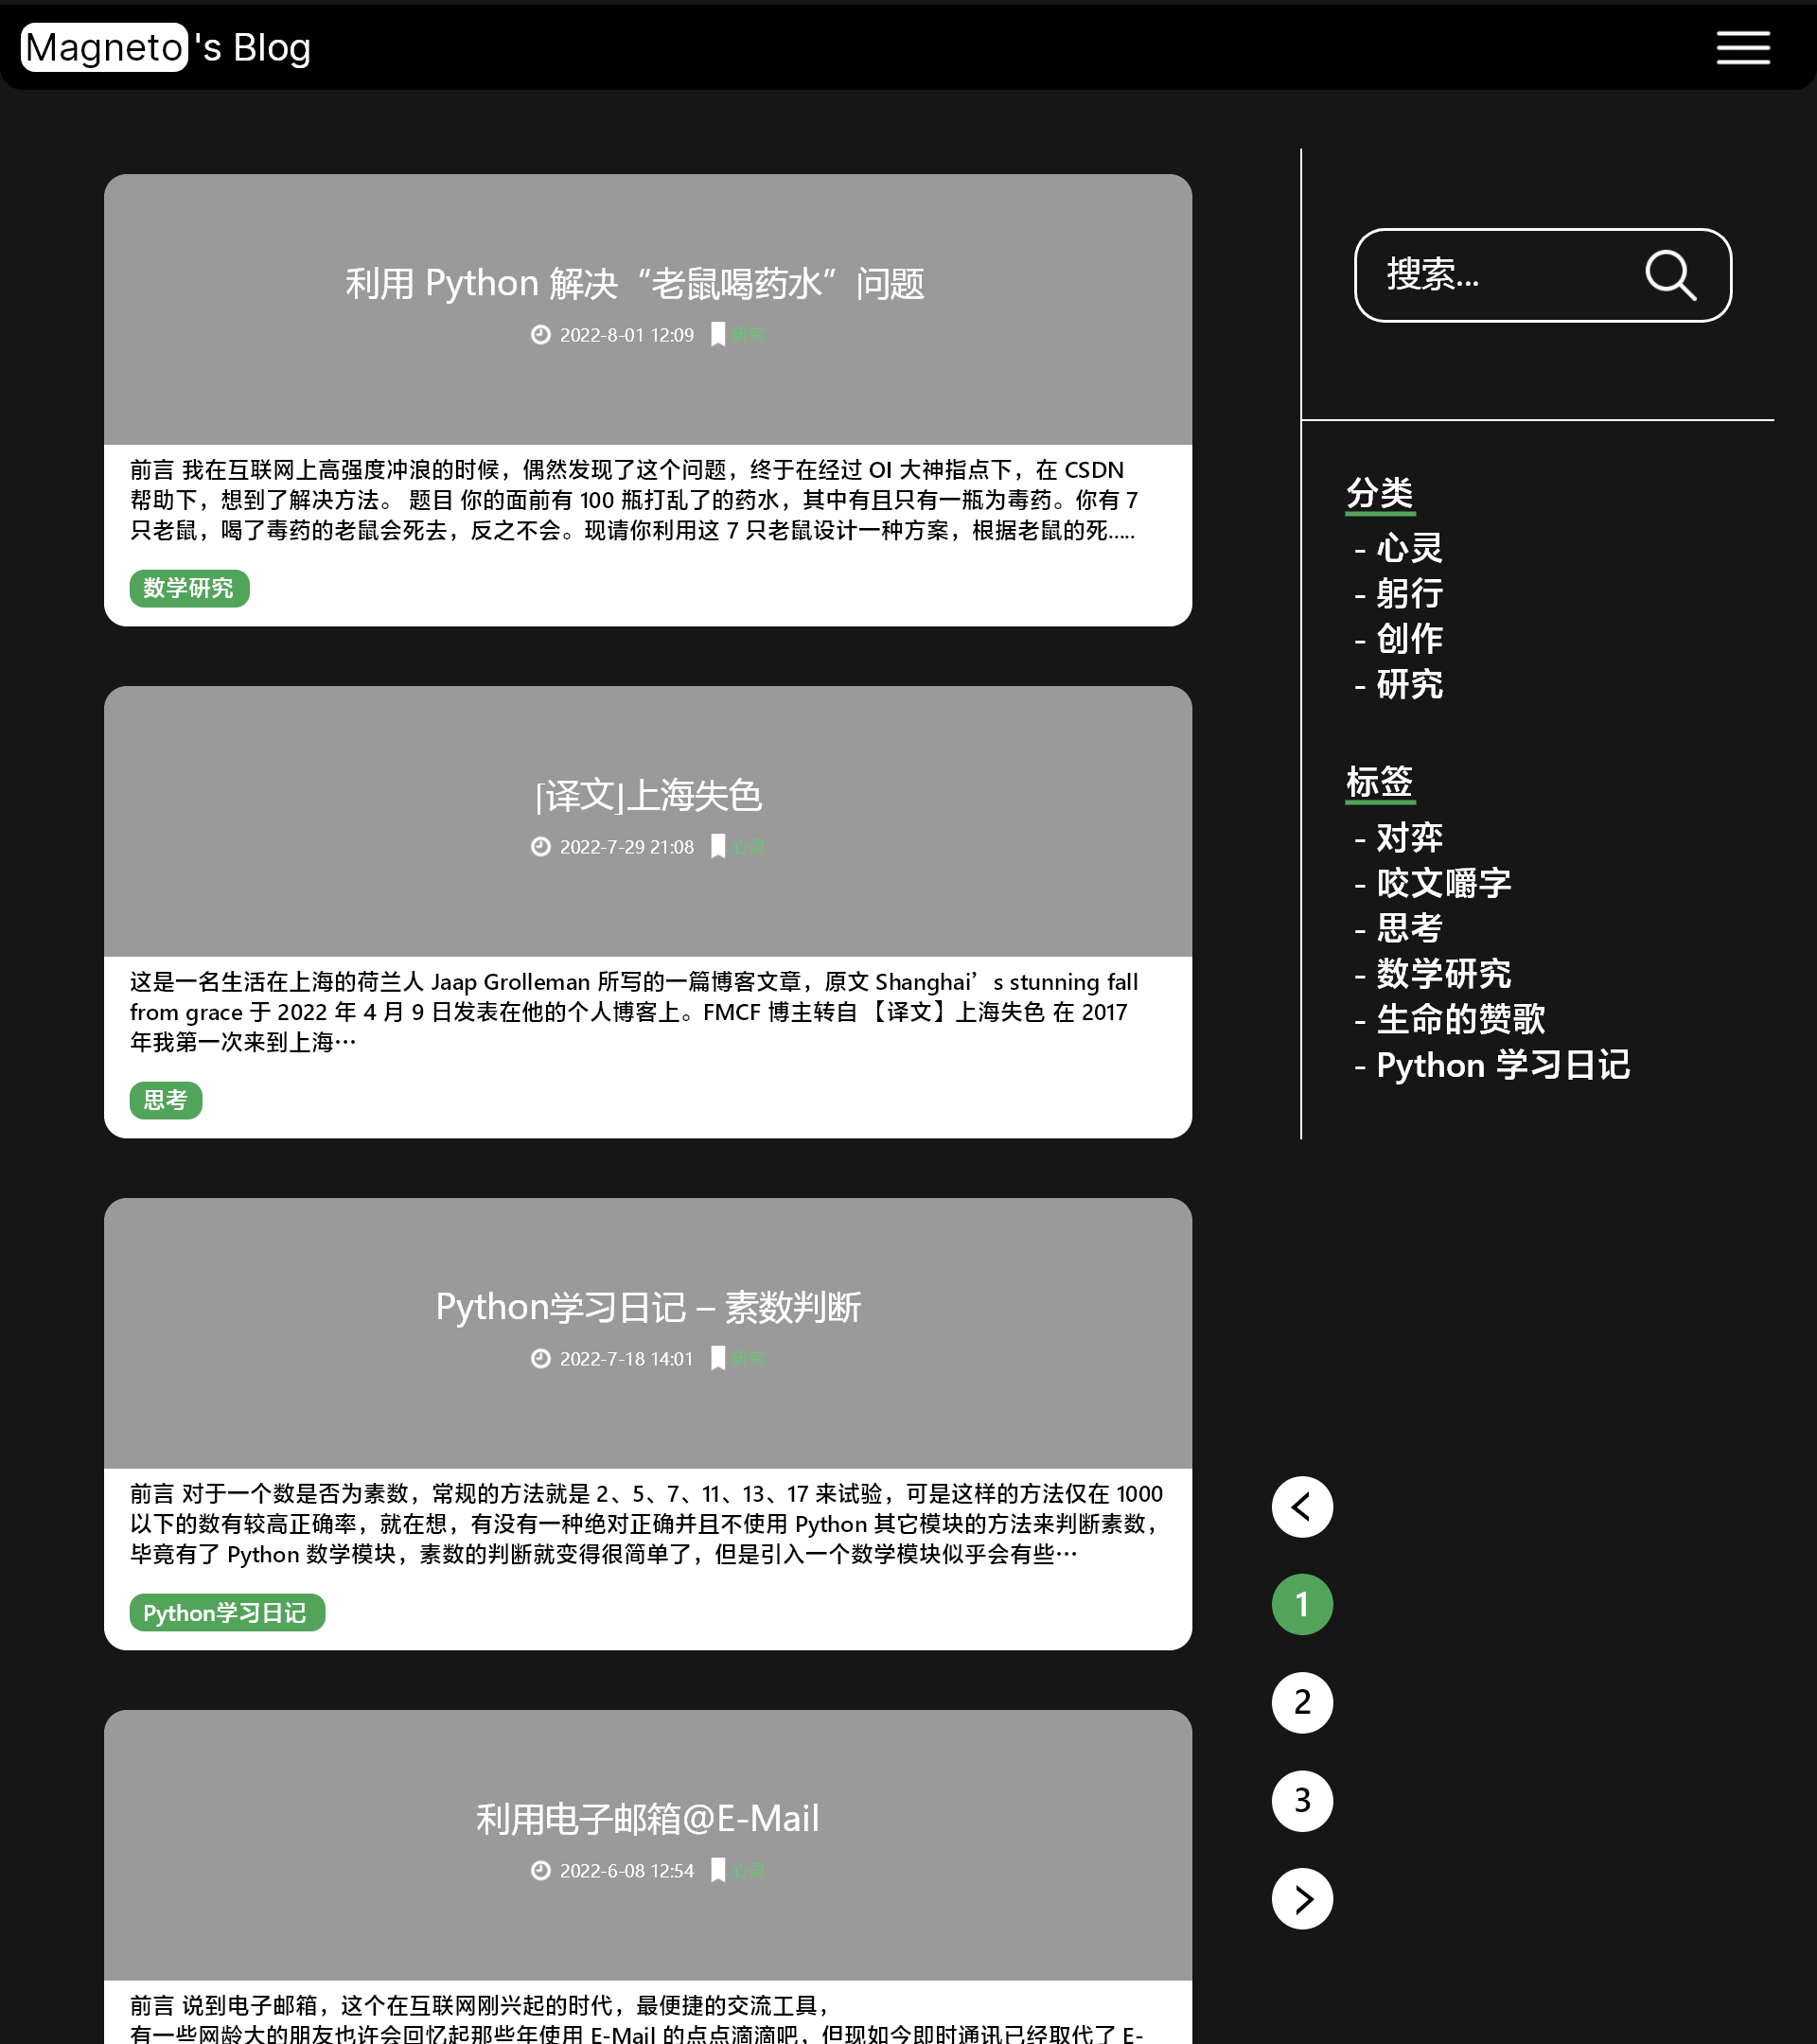 Magneto 's Blog
利用 Python 解决“老鼠喝药水”问题
2022-8-01 12:09 研究
前言 我在互联网上高强度冲浪的时候，偶然发现了这个问题，终于在经过 OI 大神指点下，在 CSDN
帮助下，想到了解决方法。 题目 你的面前有 100 瓶打乱了的药水，其中有且只有一瓶为毒药。你有 7
只老鼠，喝了毒药的老鼠会死去，反之不会。现请你利用这 7 只老鼠设计一种方案，根据老鼠的死.....
数学研究
[译文]上海失色
2022-7-29 21:08 心灵
这是一名生活在上海的荷兰人 Jaap Grolleman 所写的一篇博客文章，原文 Shanghai’s stunning fall
from grace 于 2022 年 4 月 9 日发表在他的个人博客上。FMCF 博主转自 【译文】上海失色 在 2017
年我第一次来到上海…
思考
Python学习日记 – 素数判断
2022-7-18 14:01 研究
前言 对于一个数是否为素数，常规的方法就是 2、5、7、11、13、17 来试验，可是这样的方法仅在 1000
以下的数有较高正确率，就在想，有没有一种绝对正确并且不使用 Python 其它模块的方法来判断素数，
毕竟有了 Python 数学模块，素数的判断就变得很简单了，但是引入一个数学模块似乎会有些…
Python学习日记
利用电子邮箱@E-Mail
2022-6-08 12:54 心灵
前言 说到电子邮箱，这个在互联网刚兴起的时代，最便捷的交流工具，
有一些网龄大的朋友也许会回忆起那些年使用 E-Mail 的点点滴滴吧，但现如今即时通讯已经取代了 E-
搜索...
分类
- 心灵
- 躬行
- 创作
- 研究
标签
- 对弈
- 咬文嚼字
- 思考
- 数学研究
- 生命的赞歌
- Python 学习日记
<
1
2
3
>